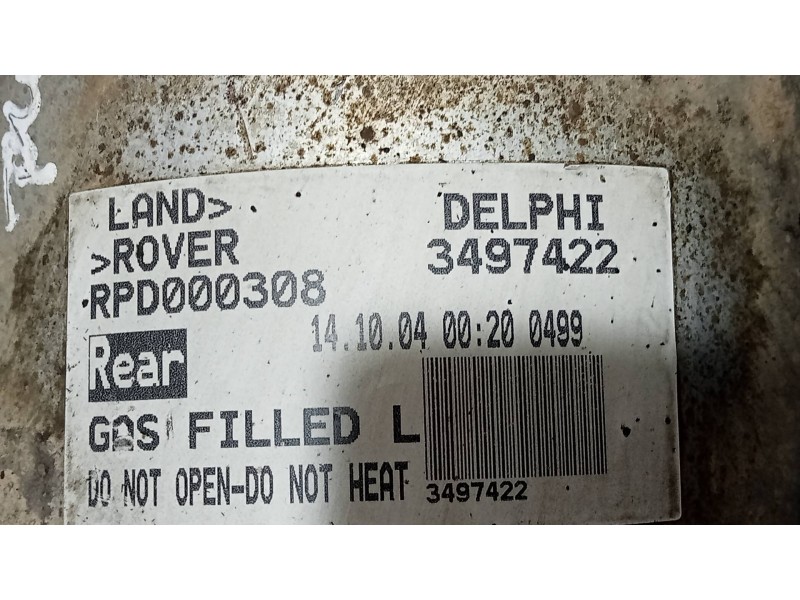 LAND> DELPHI
>ROVER 3497422
RPD000308
14.10.04 00:20 0499
Rear
GAS FILLED L
DO NOT OPEN-DO NOT HEAT 3497422